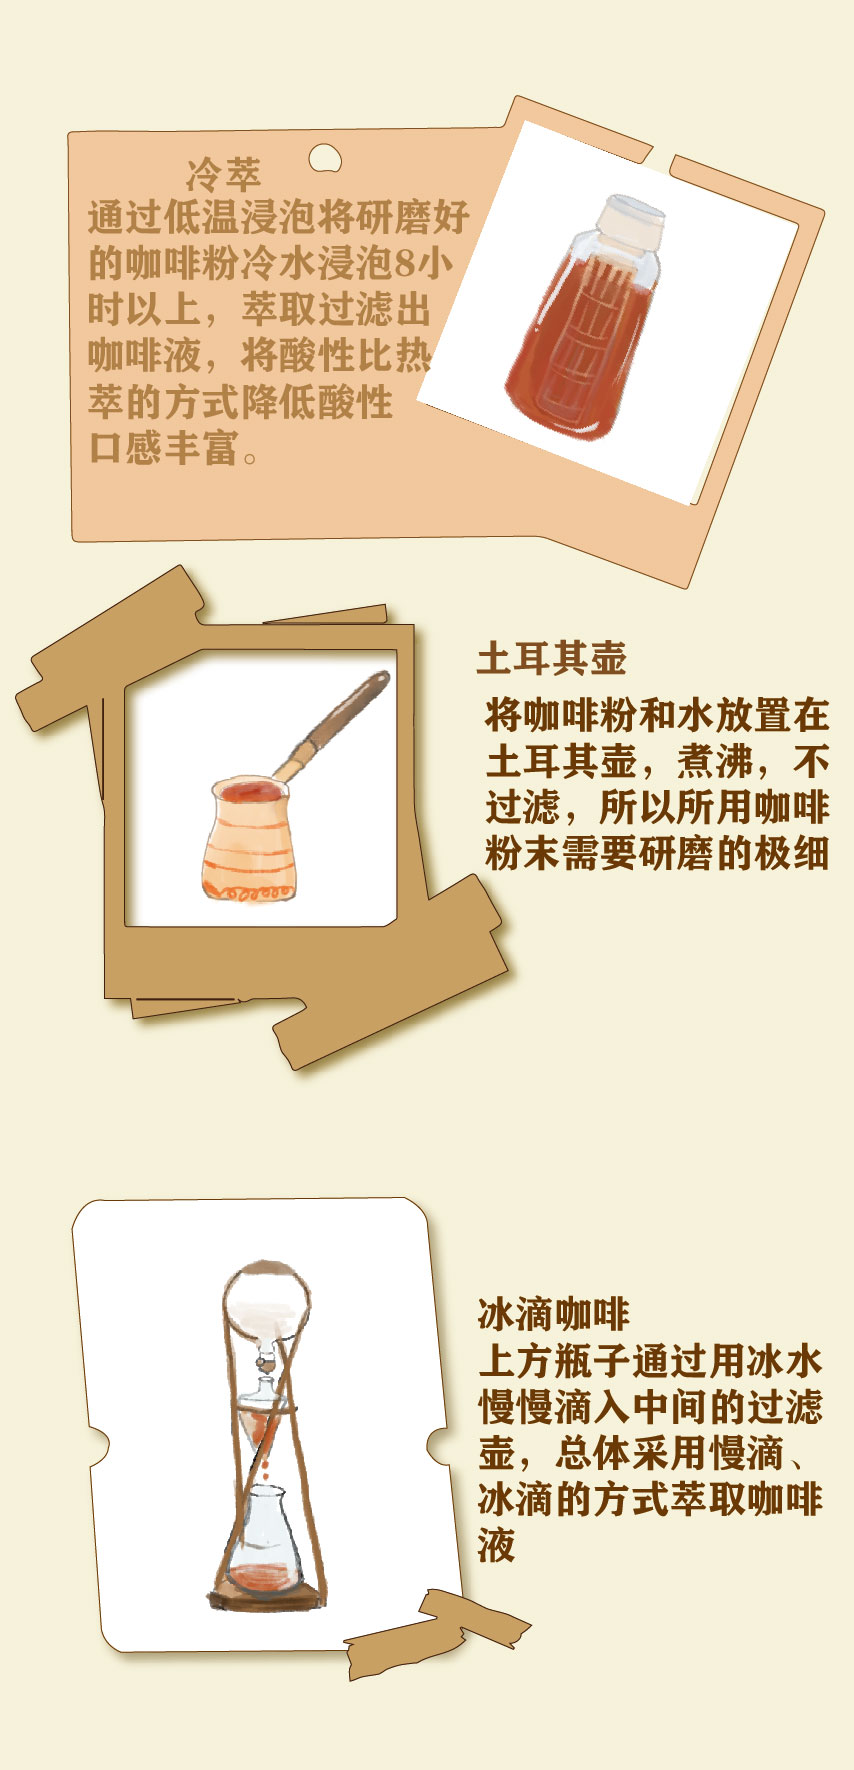 冷萃
通过低温浸泡将研磨好
的咖啡粉冷水浸泡8小
时以上，萃取过滤出
咖啡液，将酸性比热
萃的方式降低酸性
口感丰富。
土耳其壶
将咖啡粉和水放置在
土耳其壶，煮沸，不
过滤，所以所用咖啡
粉末需要研磨的极细
冰滴咖啡
上方瓶子通过用冰水
慢慢滴入中间的过滤
壶，总体采用慢滴、
冰滴的方式萃取咖啡
液